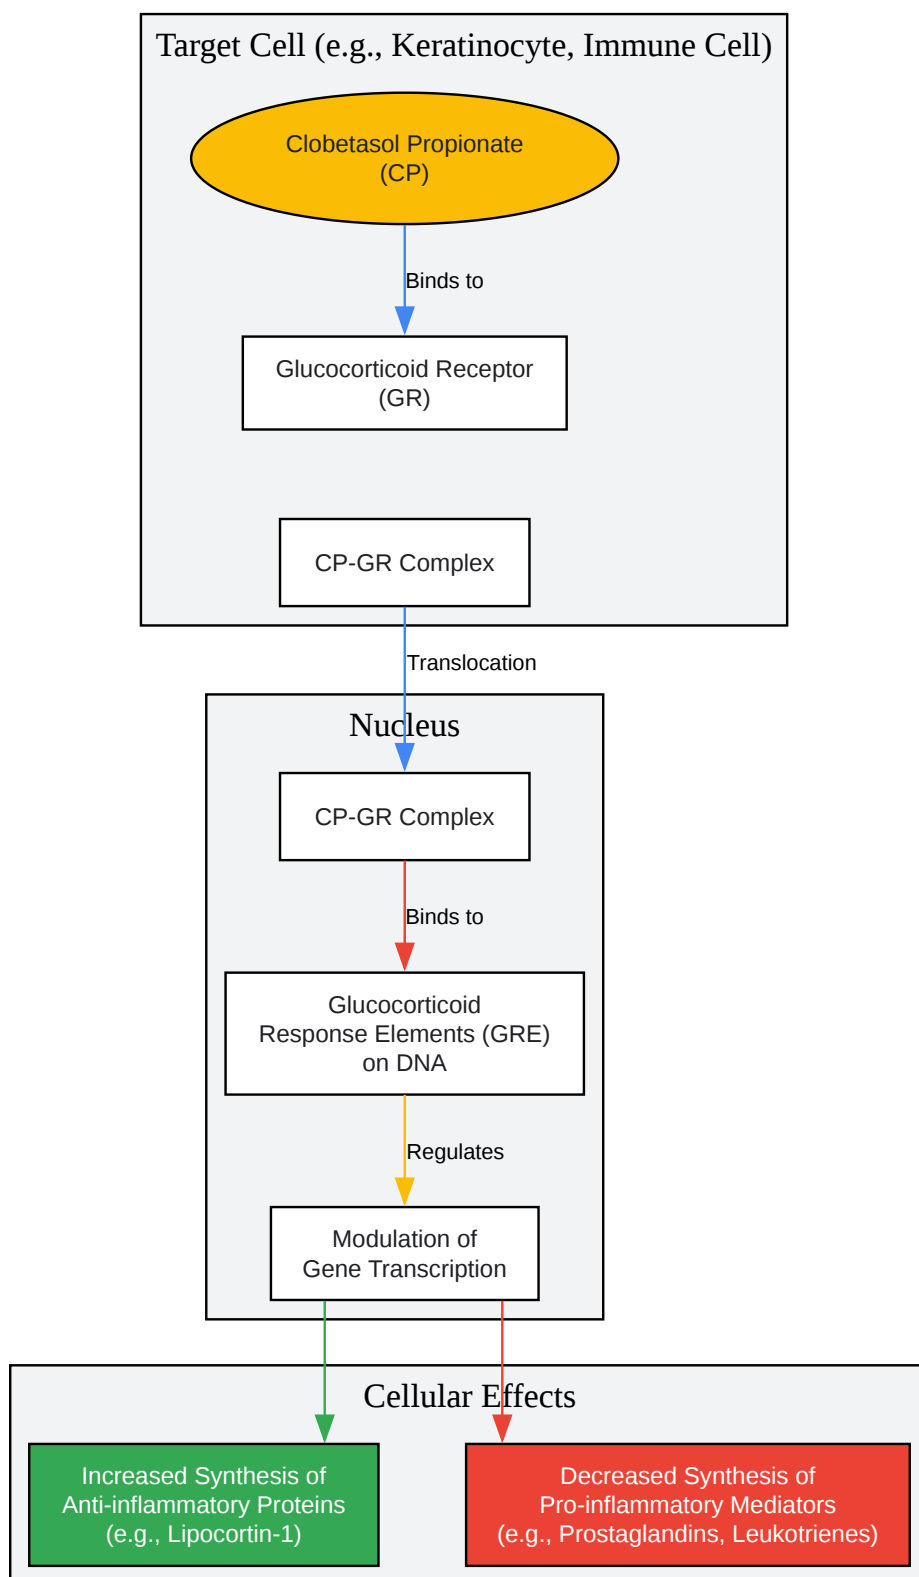 Target Cell (e.g., Keratinocyte, Immune Cell)
Clobetasol Propionate
(CP)
Binds to
Glucocorticoid Receptor
(GR)
CP-GR Complex
Translocation
Nucleus
CP-GR Complex
Binds to
Glucocorticoid
Response Elements (GRE)
on DNA
Regulates
Modulation of
Gene Transcription
Cellular Effects
Increased Synthesis of
Anti-inflammatory Proteins
(e.g., Lipocortin-1)
Decreased Synthesis of
Pro-inflammatory Mediators
(e.g., Prostaglandins, Leukotrienes)